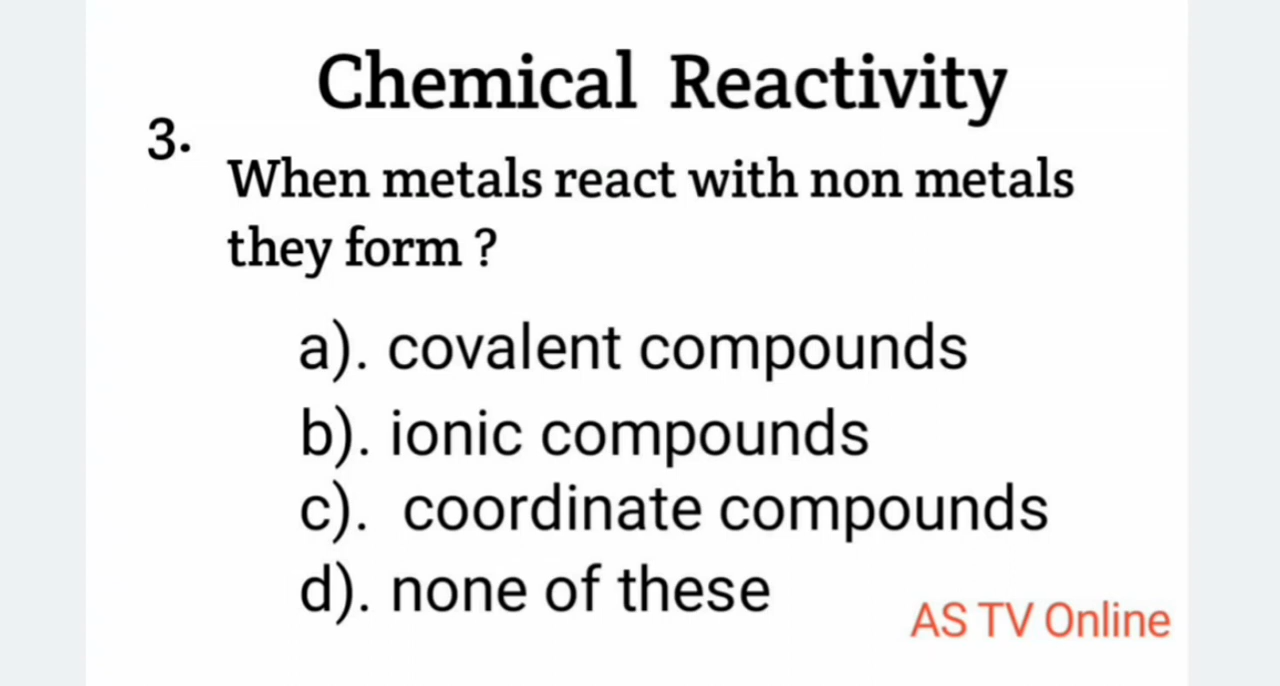 Chemical Reactivity
3.
When metals react with non metals
they form ?
a). covalent compounds
b). ionic compounds
c). coordinate compounds
d). none of these
AS TV Online